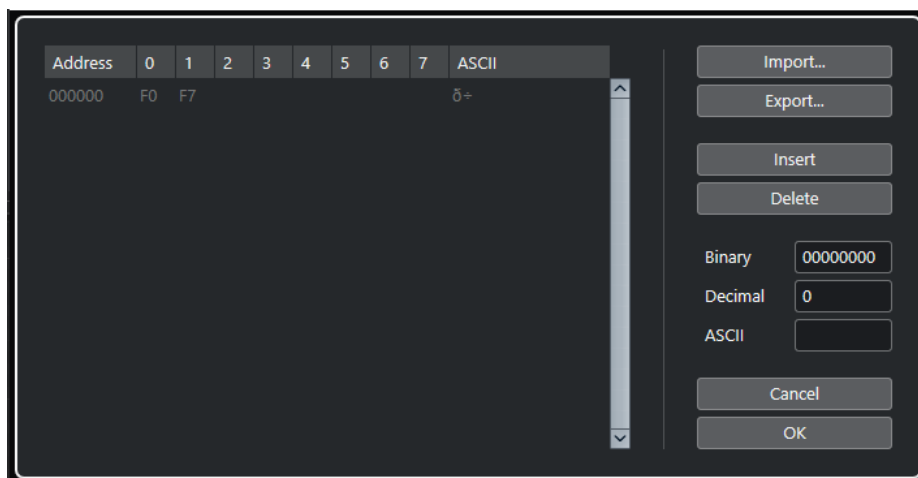 Address 0 1 2 3 4 5 6 7 ASCII
000000 F0 F7 ð÷
Import...
Export...
Insert
Delete
Binary 00000000
Decimal 0
ASCII
Cancel
OK